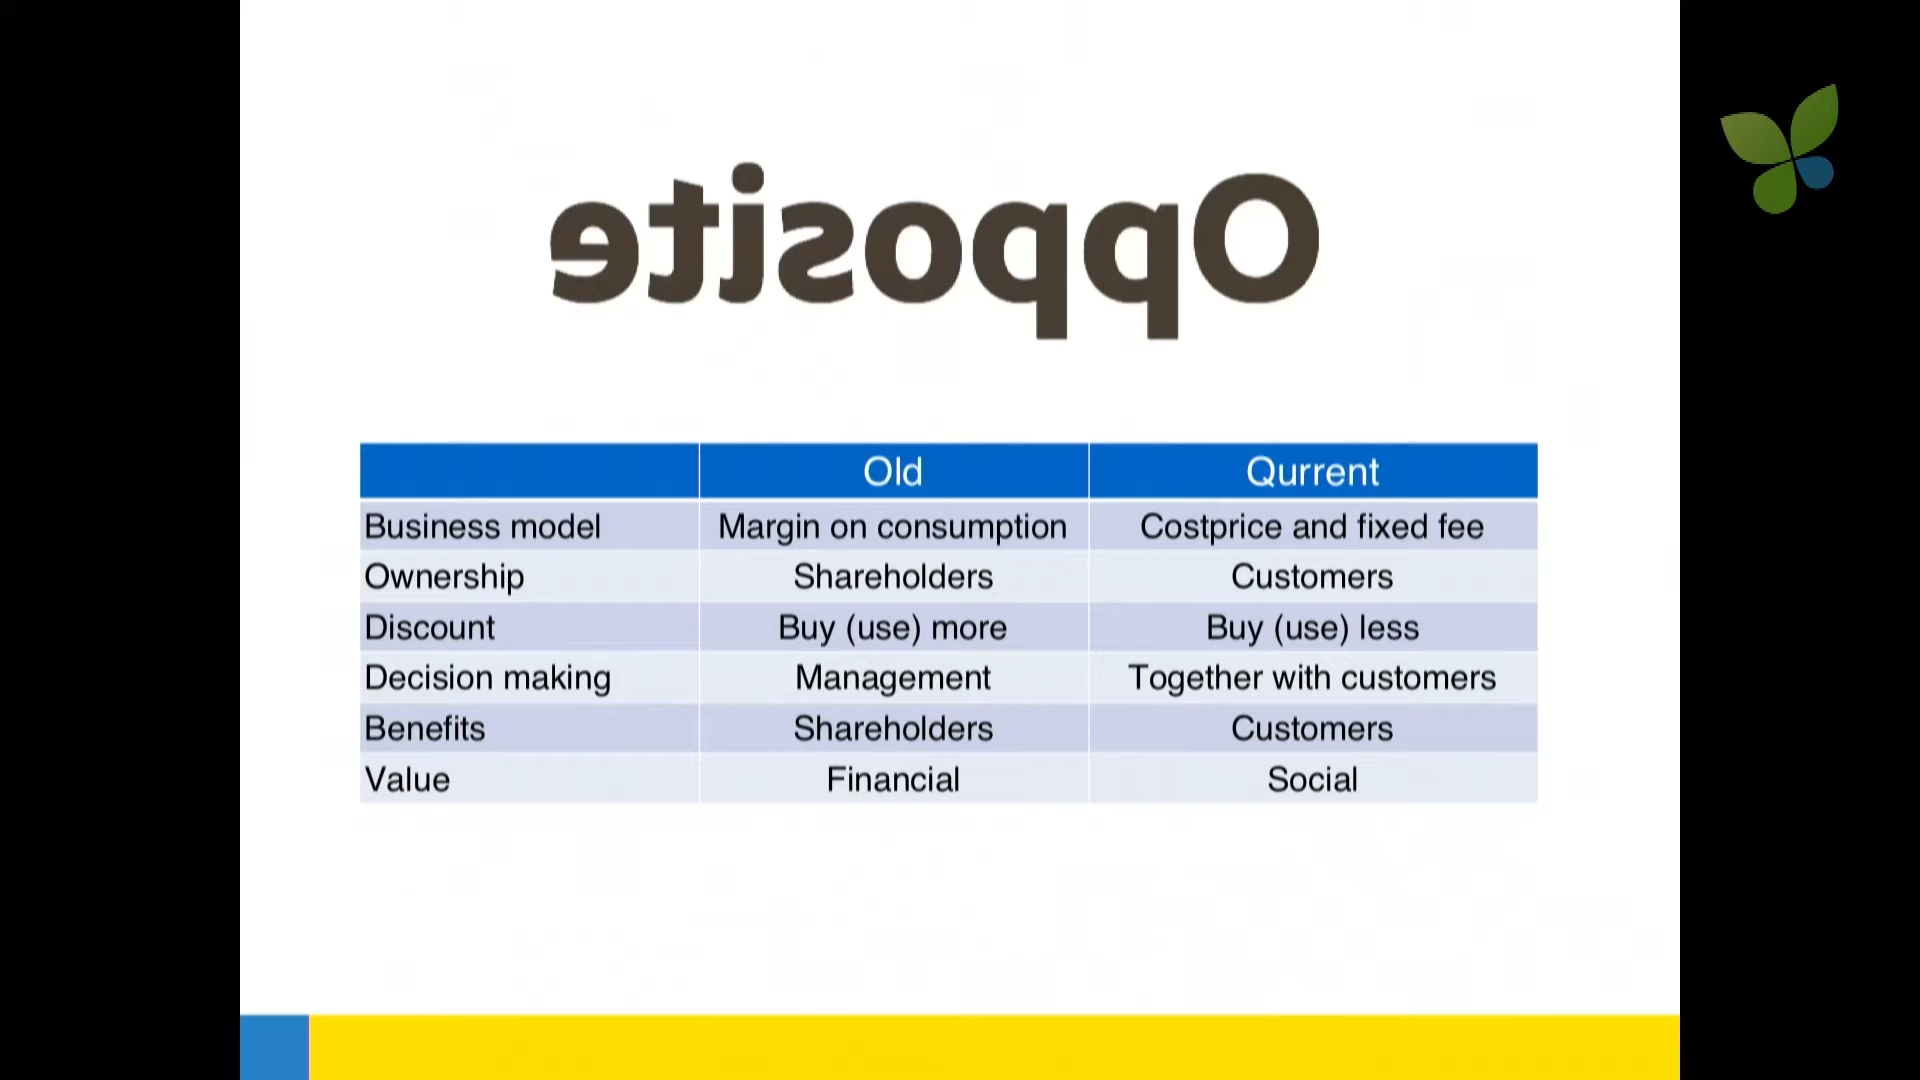 Opposite
Old Qurrent
Business model Margin on consumption Costprice and fixed fee
Ownership Shareholders Customers
Discount Buy (use) more Buy (use) less
Decision making Management Together with customers
Benefits Shareholders Customers
Value Financial Social